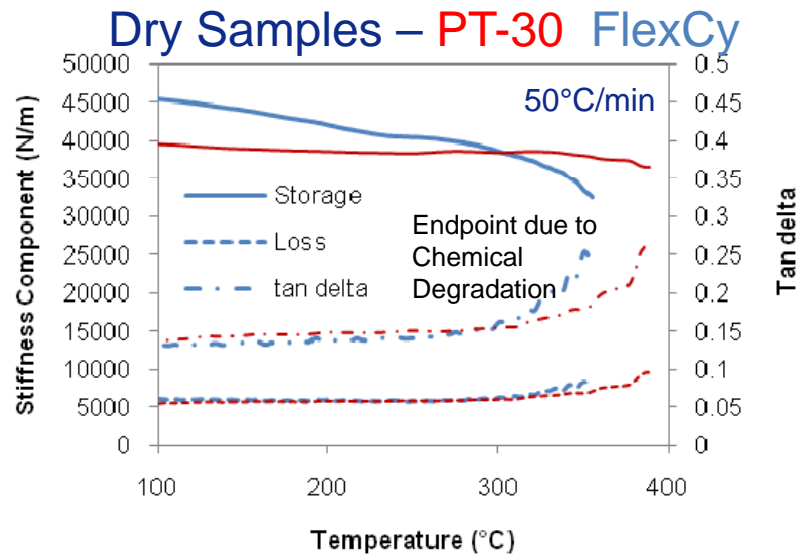 Dry Samples – PT-30 FlexCy
50°C/min
Stiffness Component (N/m)
50000
45000
40000
35000
30000
25000
20000
15000
10000
5000
0
Storage
Loss
tan delta
Endpoint due to
Chemical
Degradation
0.5
0.45
0.4
0.35
0.3
0.25
0.2
0.15
0.1
0.05
0
Tan delta
100
200
300
400
Temperature (°C)